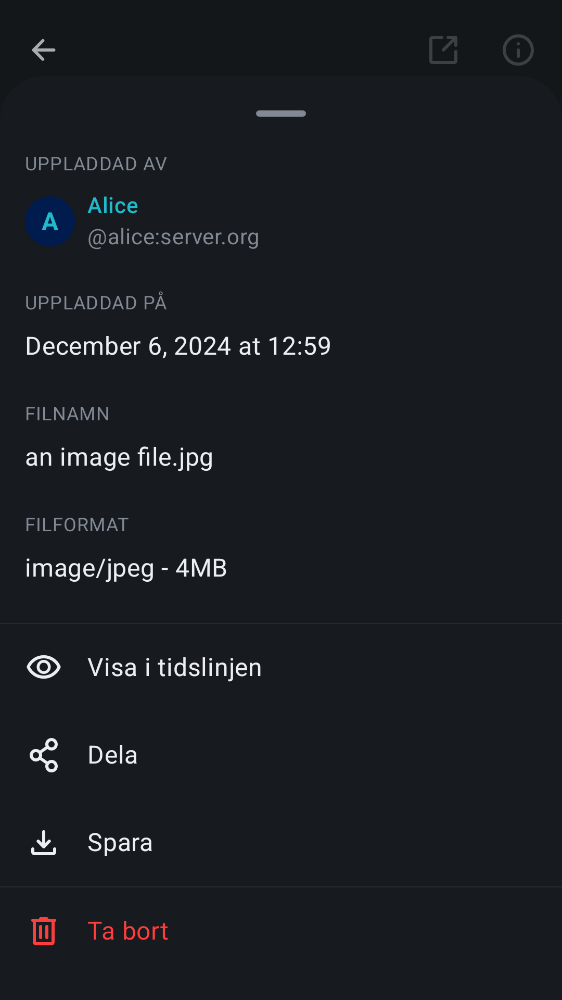 UPPLADDAD AV
A
Alice
@alice:server.org
UPPLADDAD PÅ
December 6, 2024 at 12:59
FILNAMN
an image file.jpg
FILFORMAT
image/jpeg - 4MB
Visa i tidslinjen
Dela
Spara
Ta bort